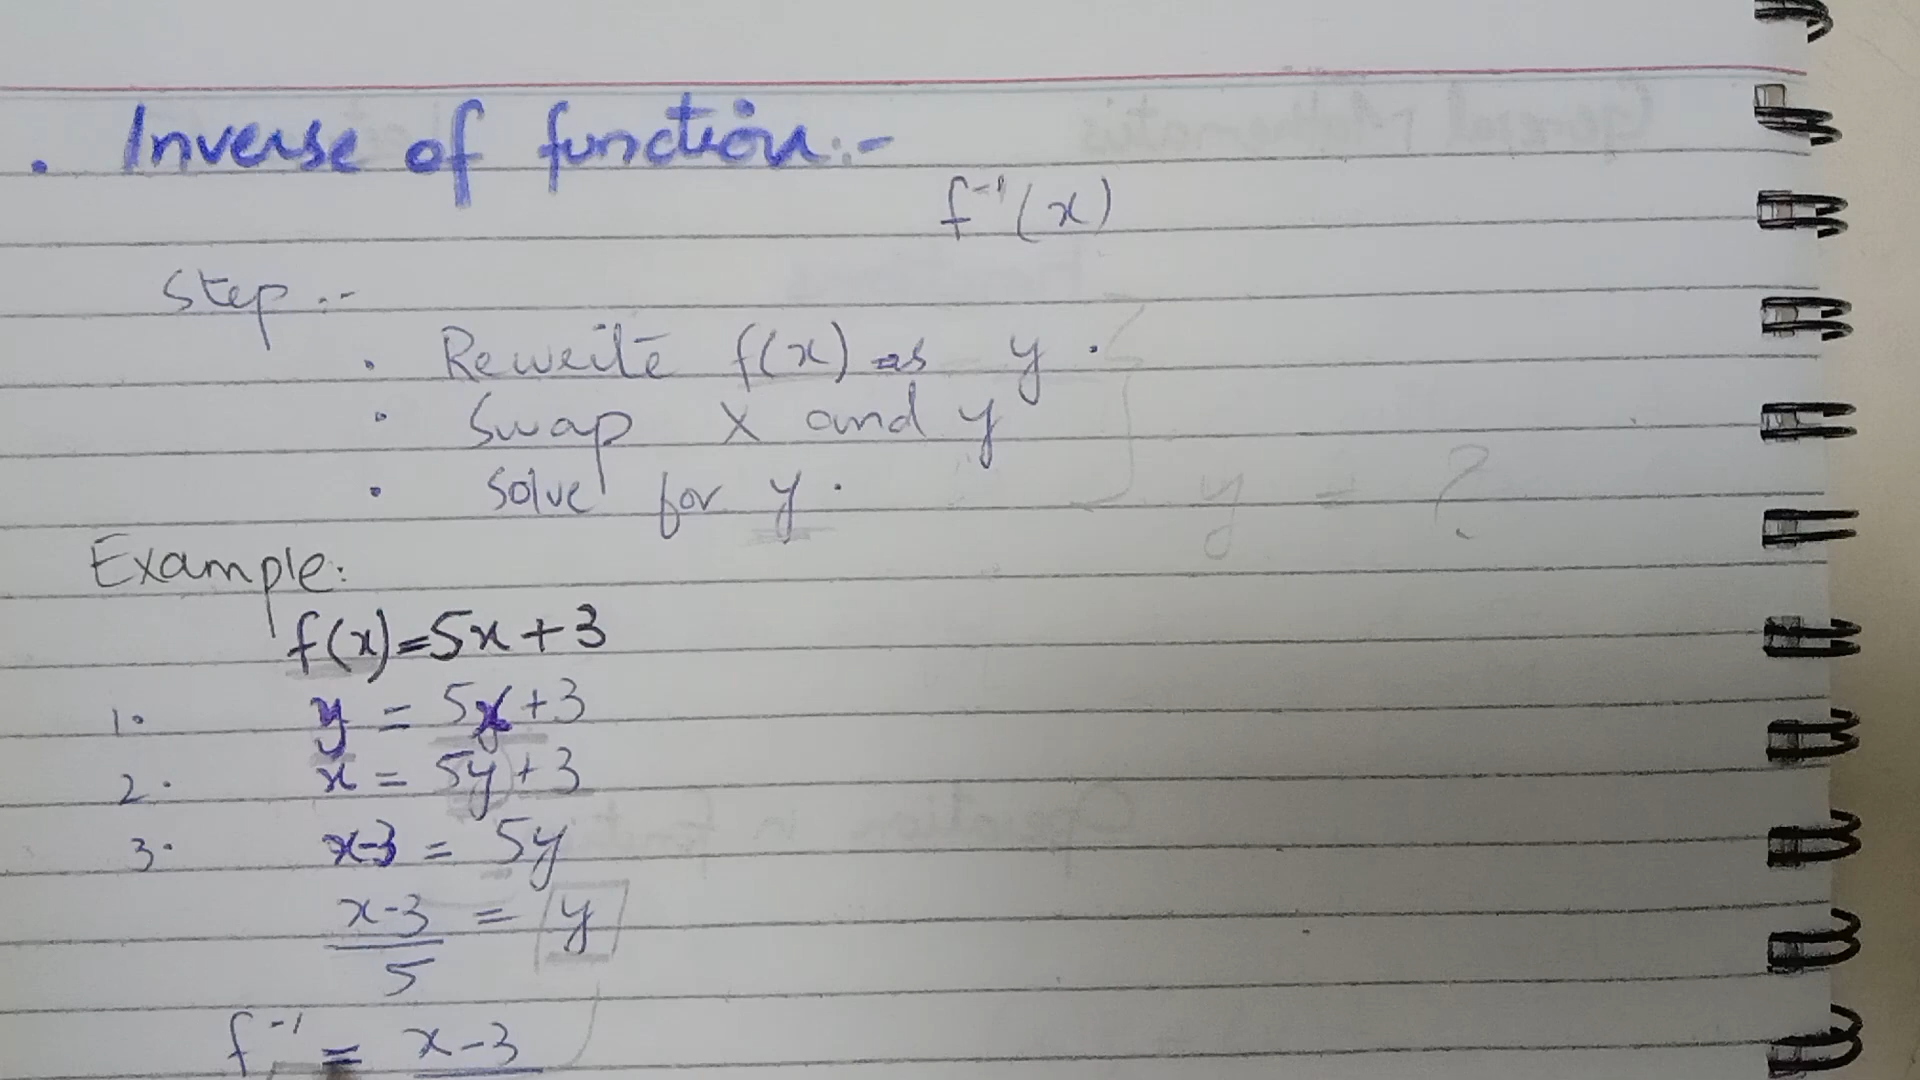 . Inverse of function:-
f⁻¹(x)
Step:-
. Rewrite f(x) as y.
. Swap x and y
. Solve for y.
y = ?
Example:
f(x)=5x+3
1. y = 5x+3
2. x = 5y+3
3. x-3 = 5y
x-3 = y
5
f⁻¹ = x-3